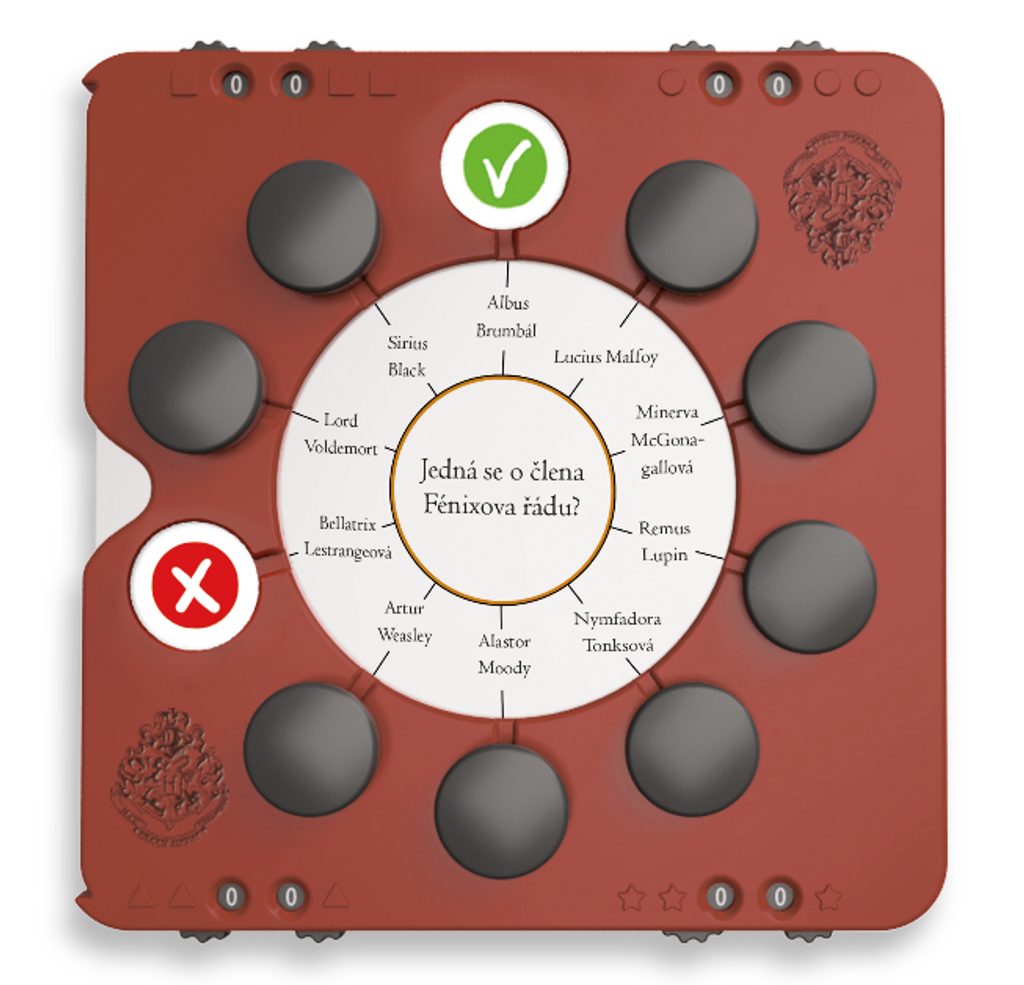 0 0
0 0
Albus
Brumbál
Lucius Malfoy
Minerva
McGona-
gallová
Remus
Lupin
Nymfadora
Tonksová
Alastor
Moody
Artur
Weasley
Bellatrix
Lestrangeová
Lord
Voldemort
Sirius
Black
Jedná se o člena
Fénixova řádu?
0 0
0 0